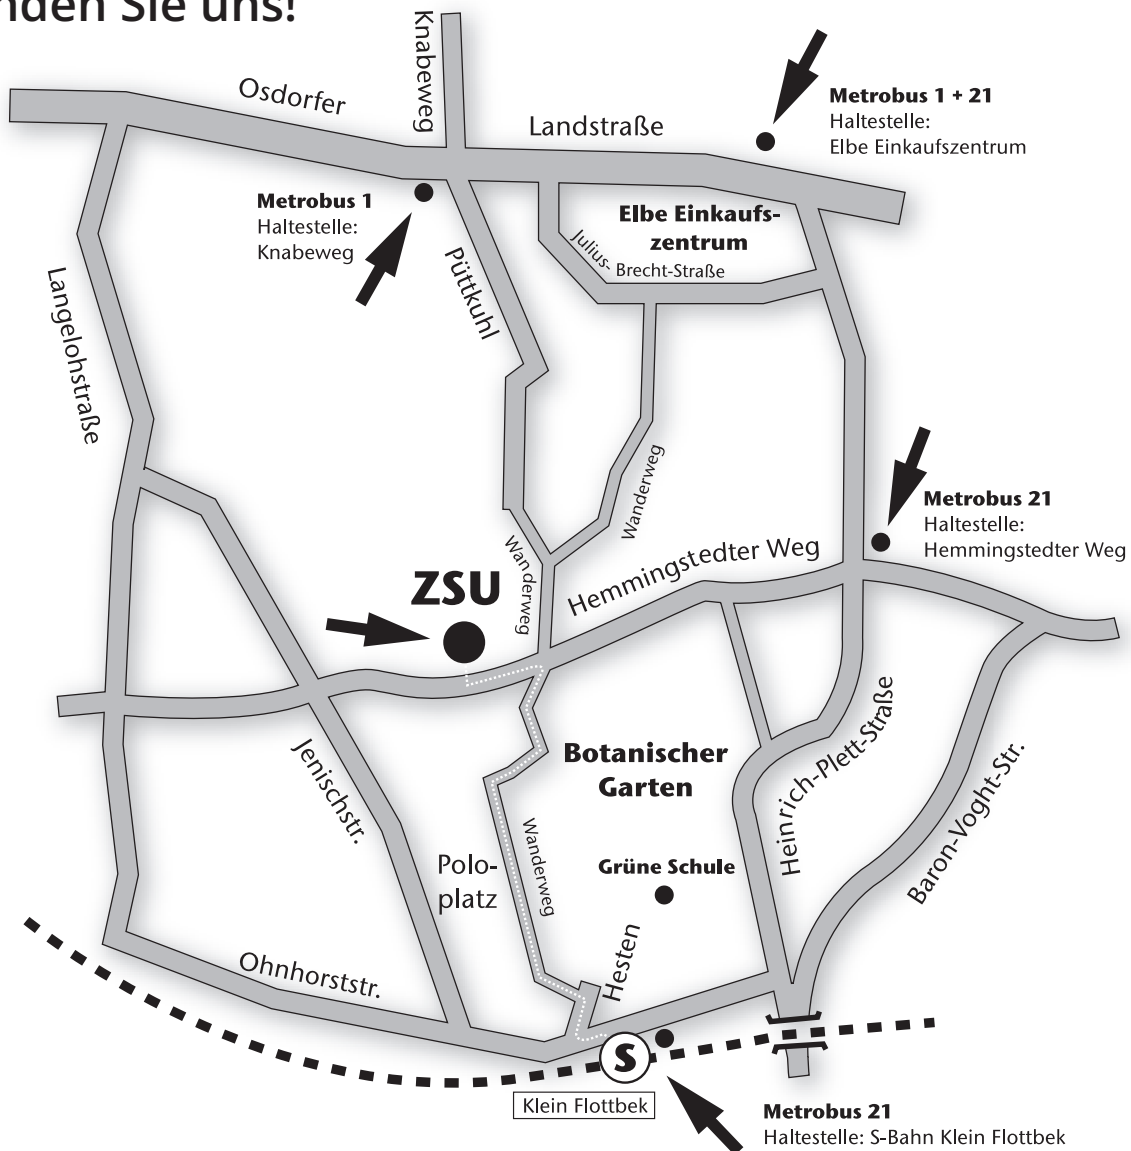 nden Sie uns!
Knabeweg
Osdorfer
Landstraße
Metrobus 1 + 21
Haltestelle:
Elbe Einkaufszentrum
Metrobus 1
Haltestelle:
Knabeweg
Elbe Einkaufs-
zentrum
Julius-
Brecht-Straße
Püttkuhl
Langelohstraße
Wanderweg
Metrobus 21
Haltestelle:
Hemmingstedter Weg
Wanderweg
Hemmingstedter Weg
ZSU
Heinrich-Plett-Straße
Baron-Voght-Str.
Jenischstr.
Botanischer
Garten
Wanderweg
Polo-
platz
Grüne Schule
Hesten
Ohnhorststr.
S
Klein Flottbek
Metrobus 21
Haltestelle: S-Bahn Klein Flottbek